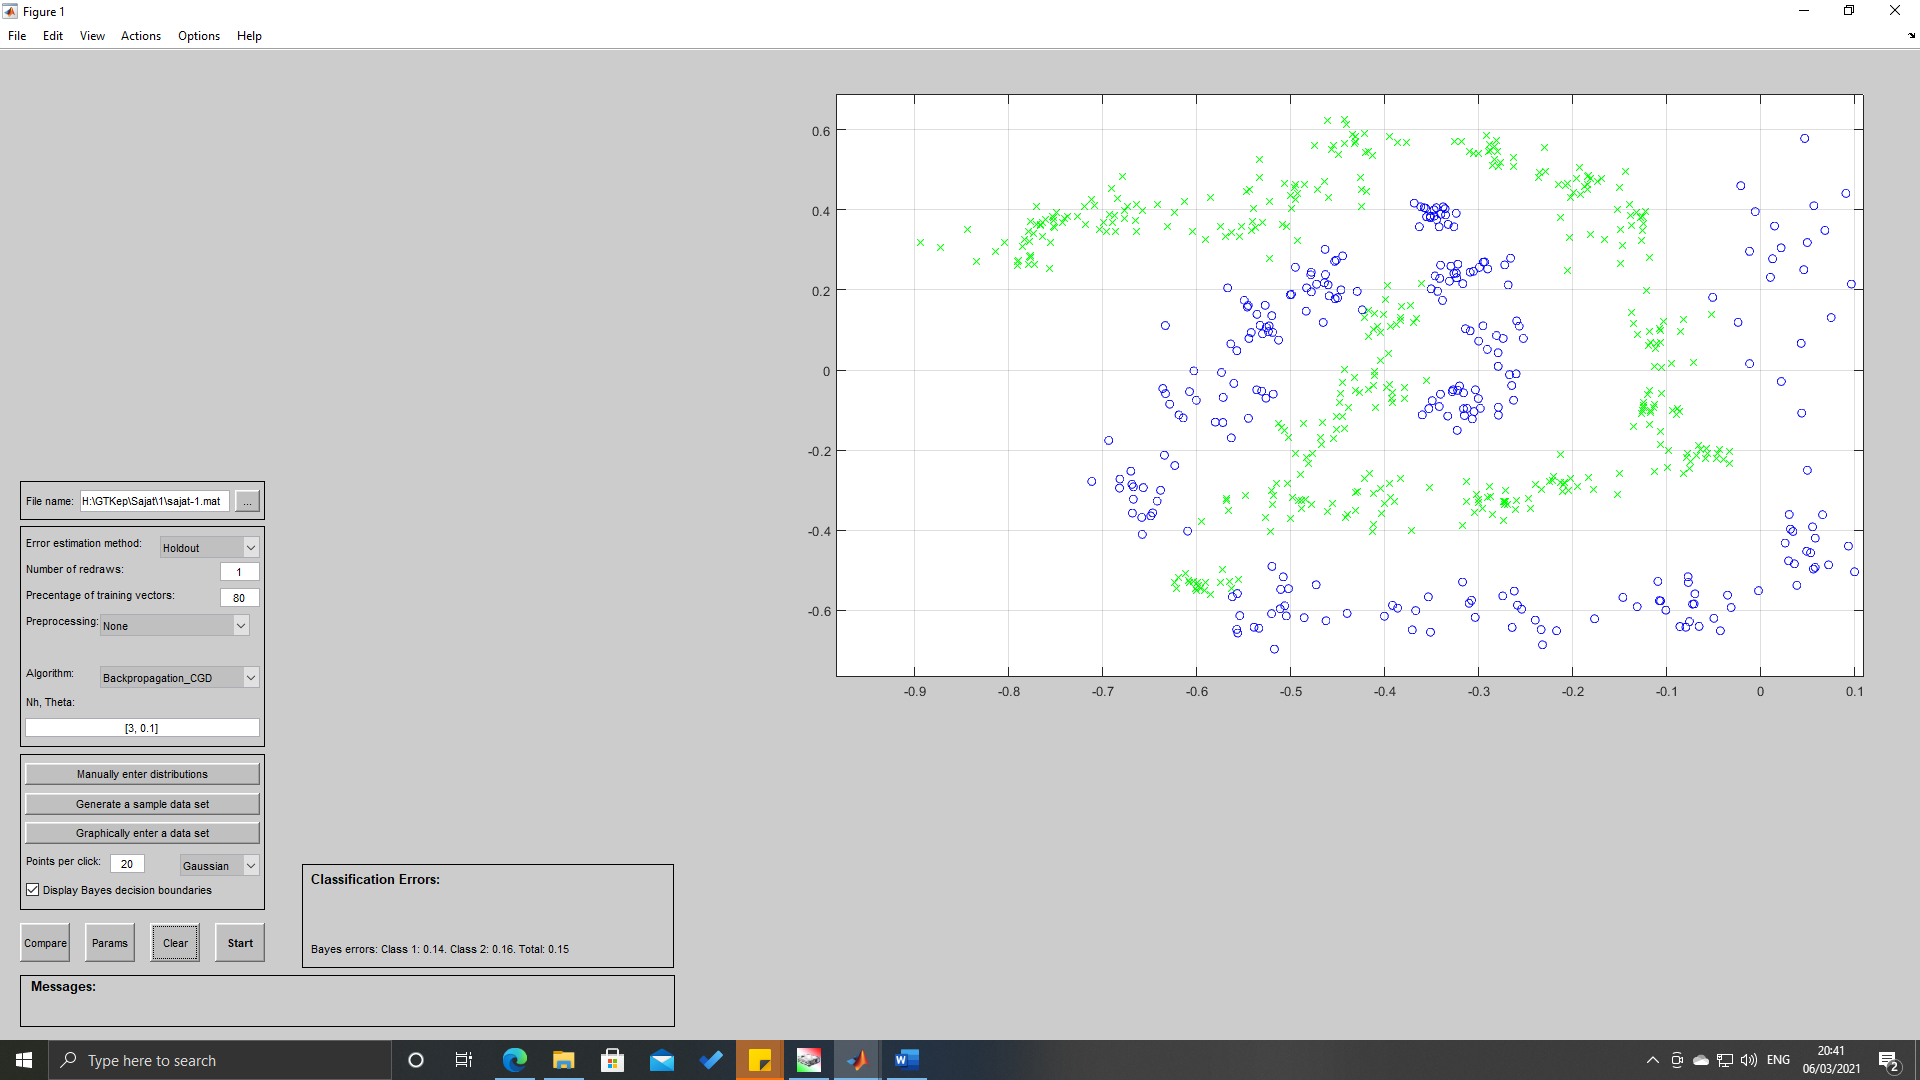 Figure 1
File Edit View Actions Options Help
0.6
0.4
0.2
0
-0.2
-0.4
-0.6
-0.9 -0.8 -0.7 -0.6 -0.5 -0.4 -0.3 -0.2 -0.1 0 0.1
File name: H:\GTKep\Sajat\1\sajat-1.mat ...
Error estimation method: Holdout
Number of redraws: 1
Precentage of training vectors: 80
Preprocessing: None
Algorithm: Backpropagation_CGD
Nh, Theta:
[3, 0.1]
Manually enter distributions
Generate a sample data set
Graphically enter a data set
Points per click: 20 Gaussian
Display Bayes decision boundaries
Compare Params Clear Start
Classification Errors:
Bayes errors: Class 1: 0.14. Class 2: 0.16. Total: 0.15
Messages:
Type here to search
W
ENG
20:41
06/03/2021
2